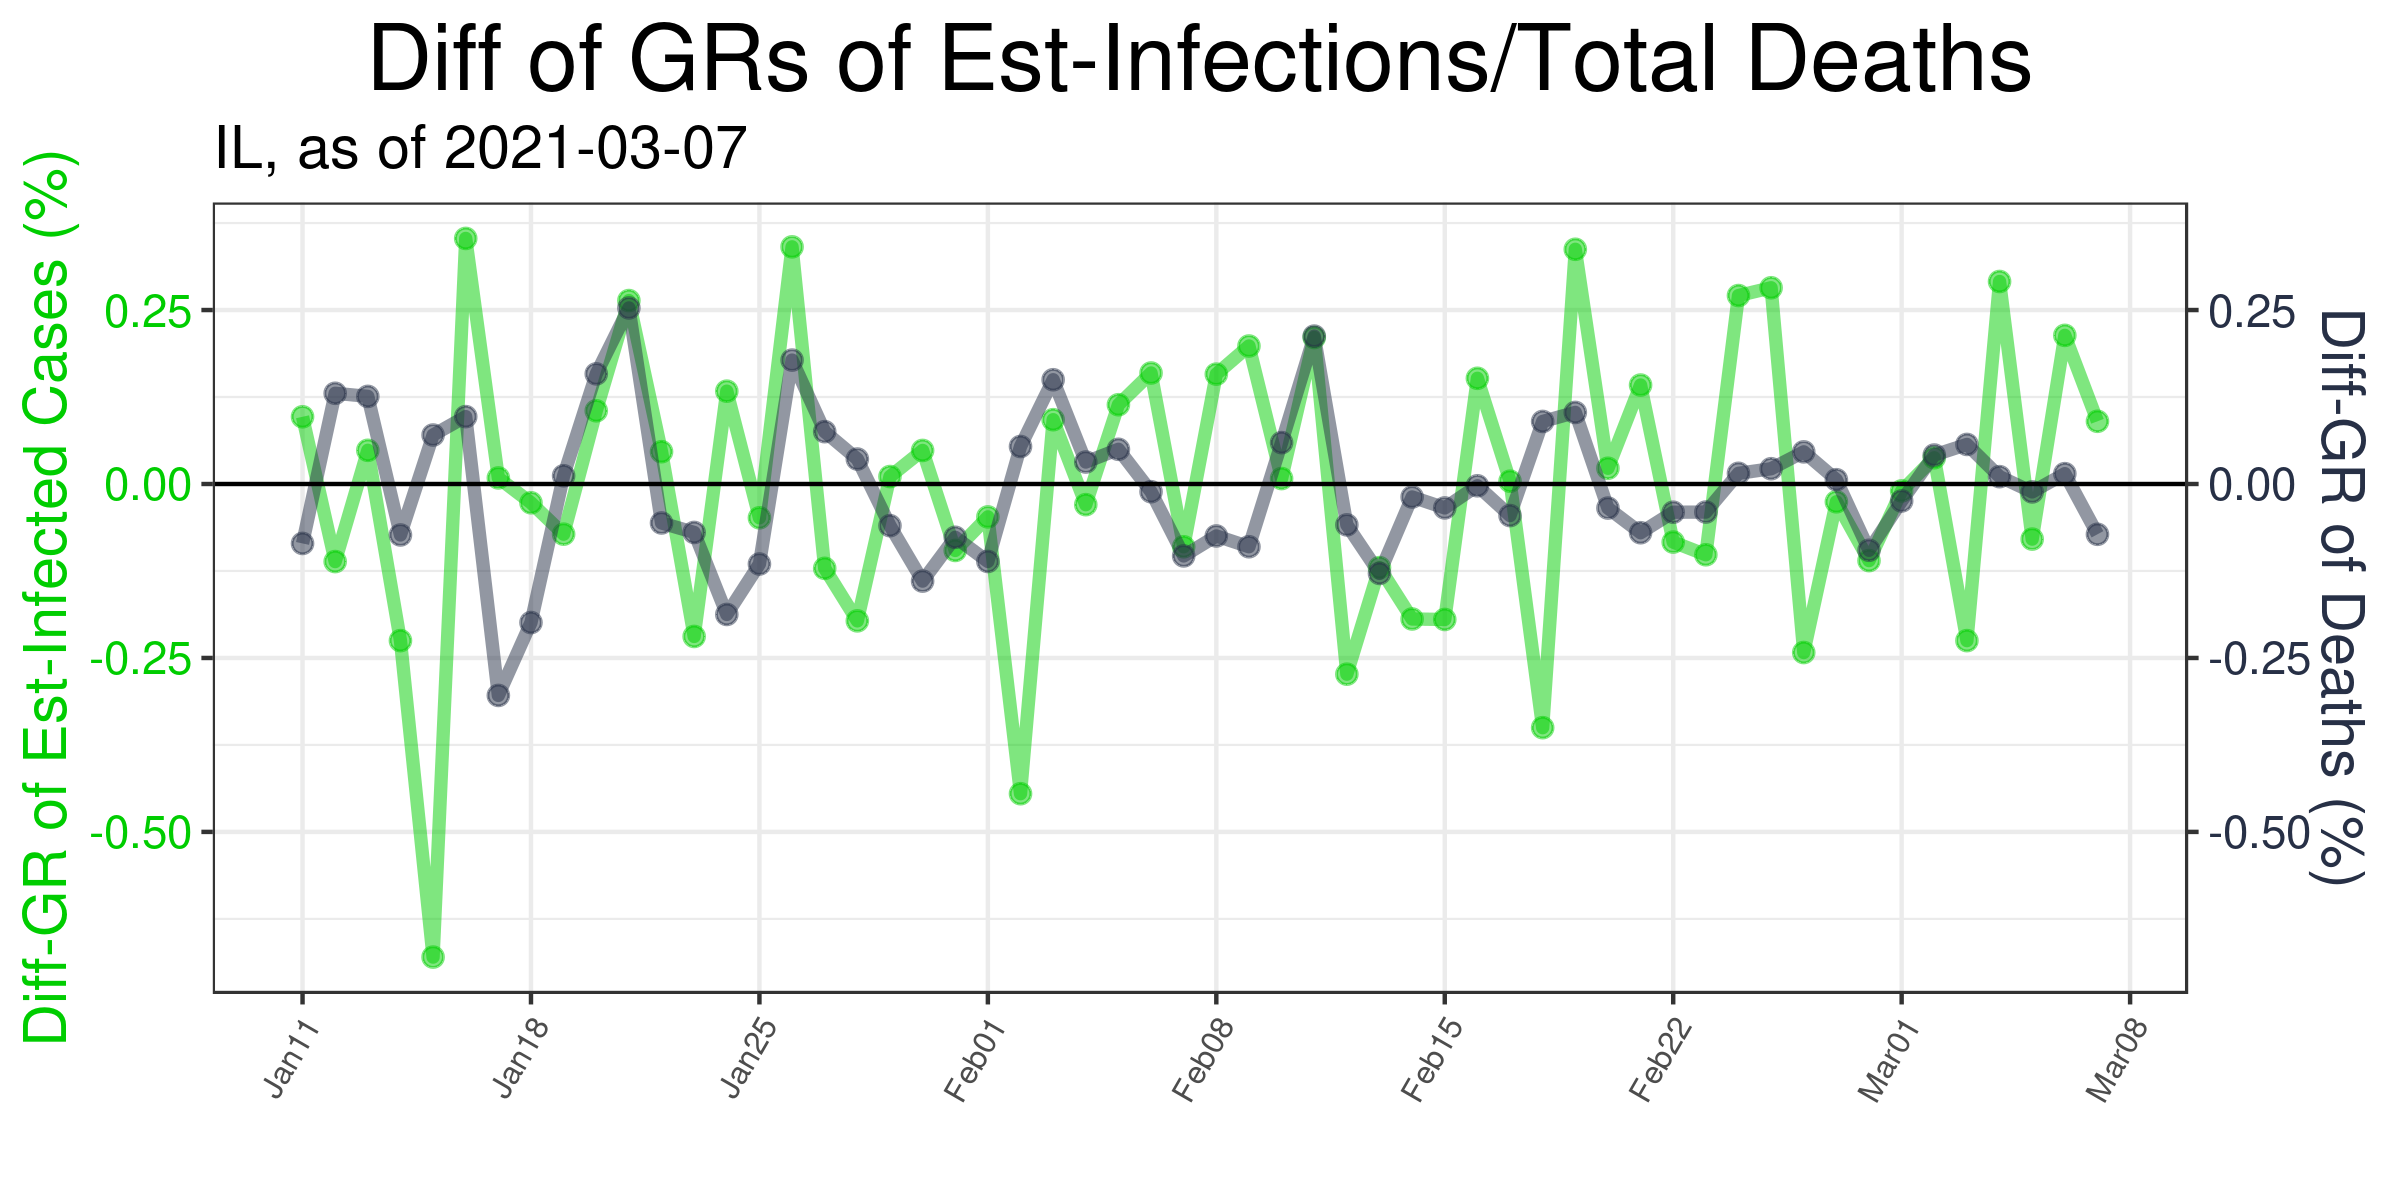 Diff of GRs of Est-Infections/Total Deaths
IL, as of 2021-03-07
Diff-GR of Est-Infected Cases (%)
0.25
0.00
-0.25
-0.50
0.25
0.00
-0.25
-0.50
Diff-GR of Deaths (%)
Jan11
Jan18
Jan25
Feb01
Feb08
Feb15
Feb22
Mar01
Mar08